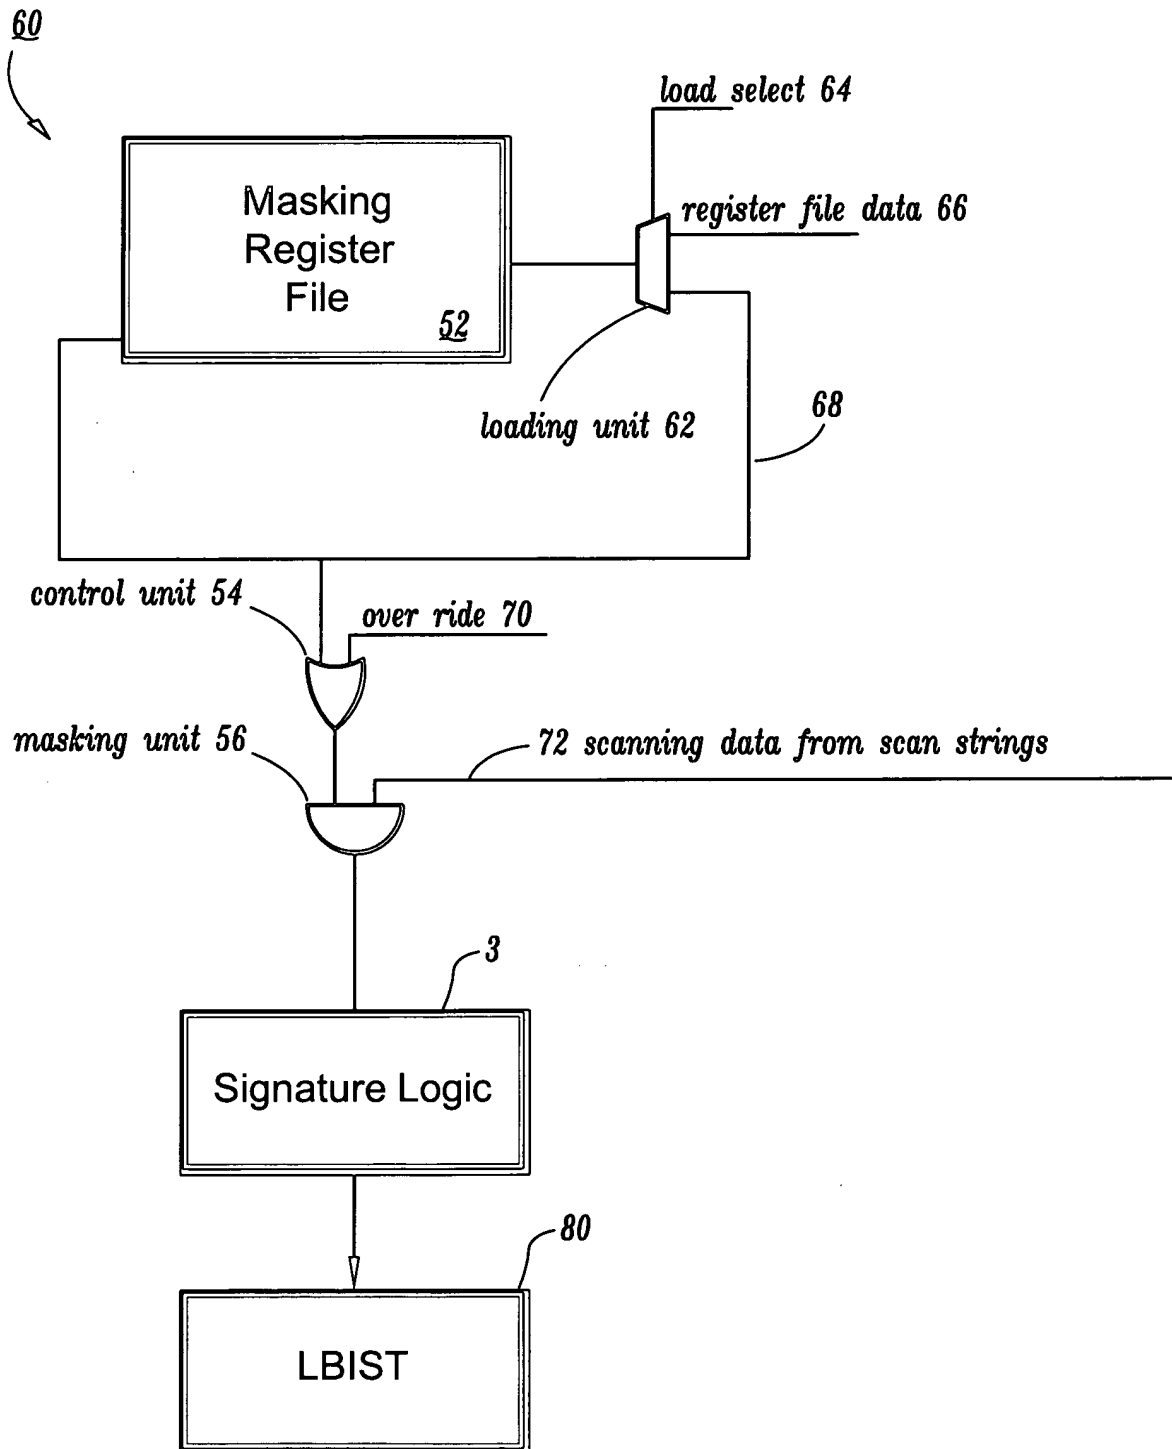 60
load select 64
register file data 66
Masking
Register
File
52
loading unit 62
68
control unit 54
over ride 70
masking unit 56
72 scanning data from scan strings
3
Signature Logic
80
LBIST